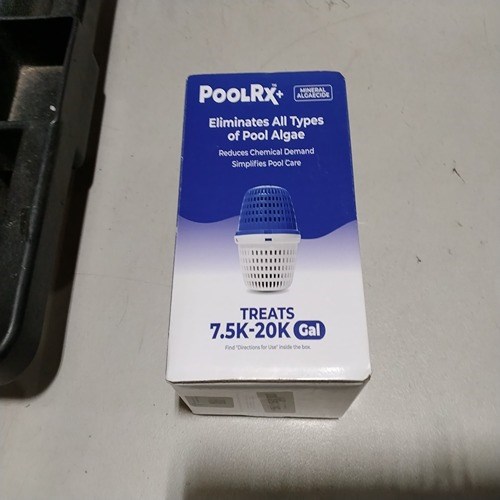 POOLRX™+
MINERAL
ALGAECIDE
Eliminates All Types
of Pool Algae
Reduces Chemical Demand
Simplifies Pool Care
TREATS
7.5K-20K Gal
Find "Directions for Use" inside the box.